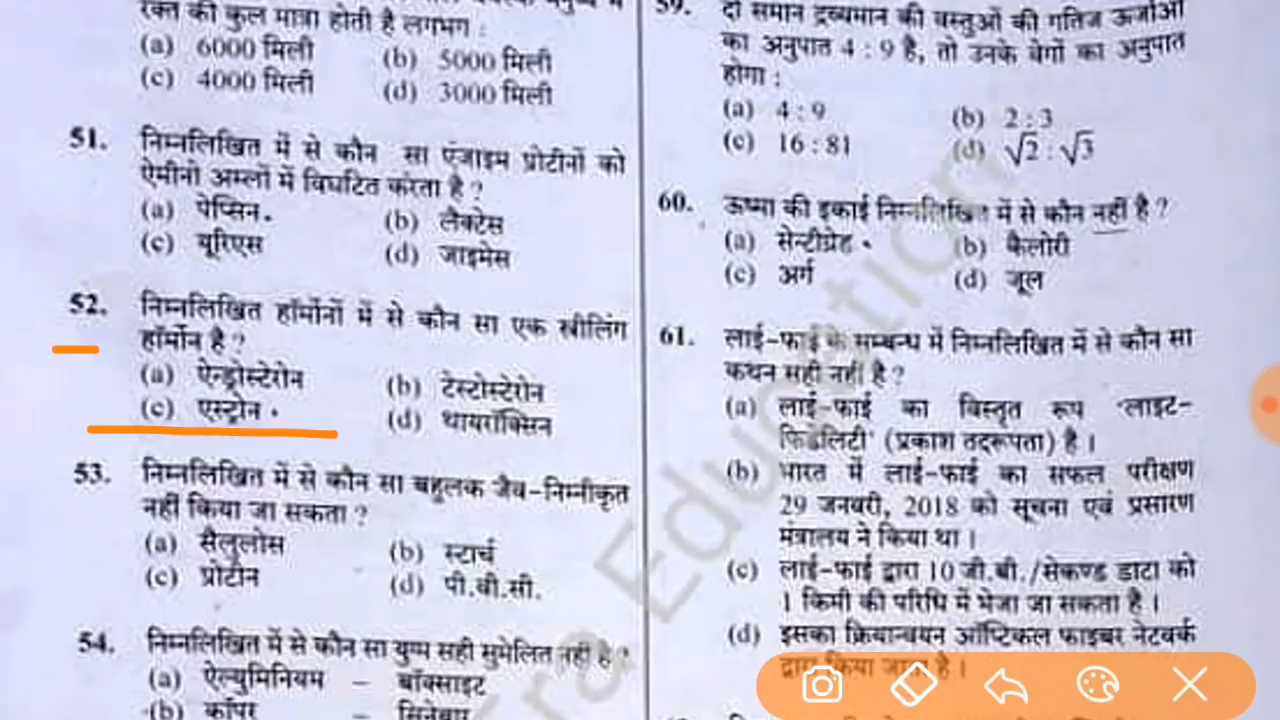 रक्त की कुल मात्रा होती है लगभग :
(a) 6000 मिली (b) 5000 मिली
(c) 4000 मिली (d) 3000 मिली
51. निम्नलिखित में से कौन सा एंजाइम प्रोटीनों को
ऐमीनो अम्लों में विघटित करता है ?
(a) पेप्सिन. (b) लैक्टेस
(c) यूरिएस (d) जाइमेस
52. निम्नलिखित हॉर्मोनों में से कौन सा एक स्त्रीलिंग
हॉर्मोन है ?
(a) ऐन्ड्रोस्टेरोन (b) टेस्टोस्टेरोन
(c) एस्ट्रोन . (d) थायरॉक्सिन
53. निम्नलिखित में से कौन सा बहुलक जैव-निम्नीकृत
नहीं किया जा सकता ?
(a) सैलुलोस (b) स्टार्च
(c) प्रोटीन (d) पी.वी.सी.
54. निम्नलिखित में से कौन सा युग्म सही सुमेलित नहीं है ?
(a) ऐल्युमिनियम – बॉक्साइट
(b) कॉपर – सिनेबार
59. दो समान द्रव्यमान की वस्तुओं की गतिज ऊर्जाओं
का अनुपात 4 : 9 है, तो उनके वेगों का अनुपात
होगा :
(a) 4 : 9 (b) 2 : 3
(c) 16 : 81 (d) √2 : √3
60. ऊष्मा की इकाई निम्नलिखित में से कौन नहीं है ?
(a) सेन्टीग्रेड . (b) कैलोरी
(c) अर्ग (d) जूल
61. लाई-फाई के सम्बन्ध में निम्नलिखित में से कौन सा
कथन सही नहीं है ?
(a) लाई-फाई का विस्तृत रूप 'लाइट-
फिडेलिटी' (प्रकाश तद्रूपता) है ।
(b) भारत में लाई-फाई का सफल परीक्षण
29 जनवरी, 2018 को सूचना एवं प्रसारण
मंत्रालय ने किया था ।
(c) लाई-फाई द्वारा 10 जी.बी./सेकण्ड डाटा को
1 किमी की परिधि में भेजा जा सकता है ।
(d) इसका क्रियान्वयन ऑप्टिकल फाइबर नेटवर्क
द्वारा किया जाता है ।
Education